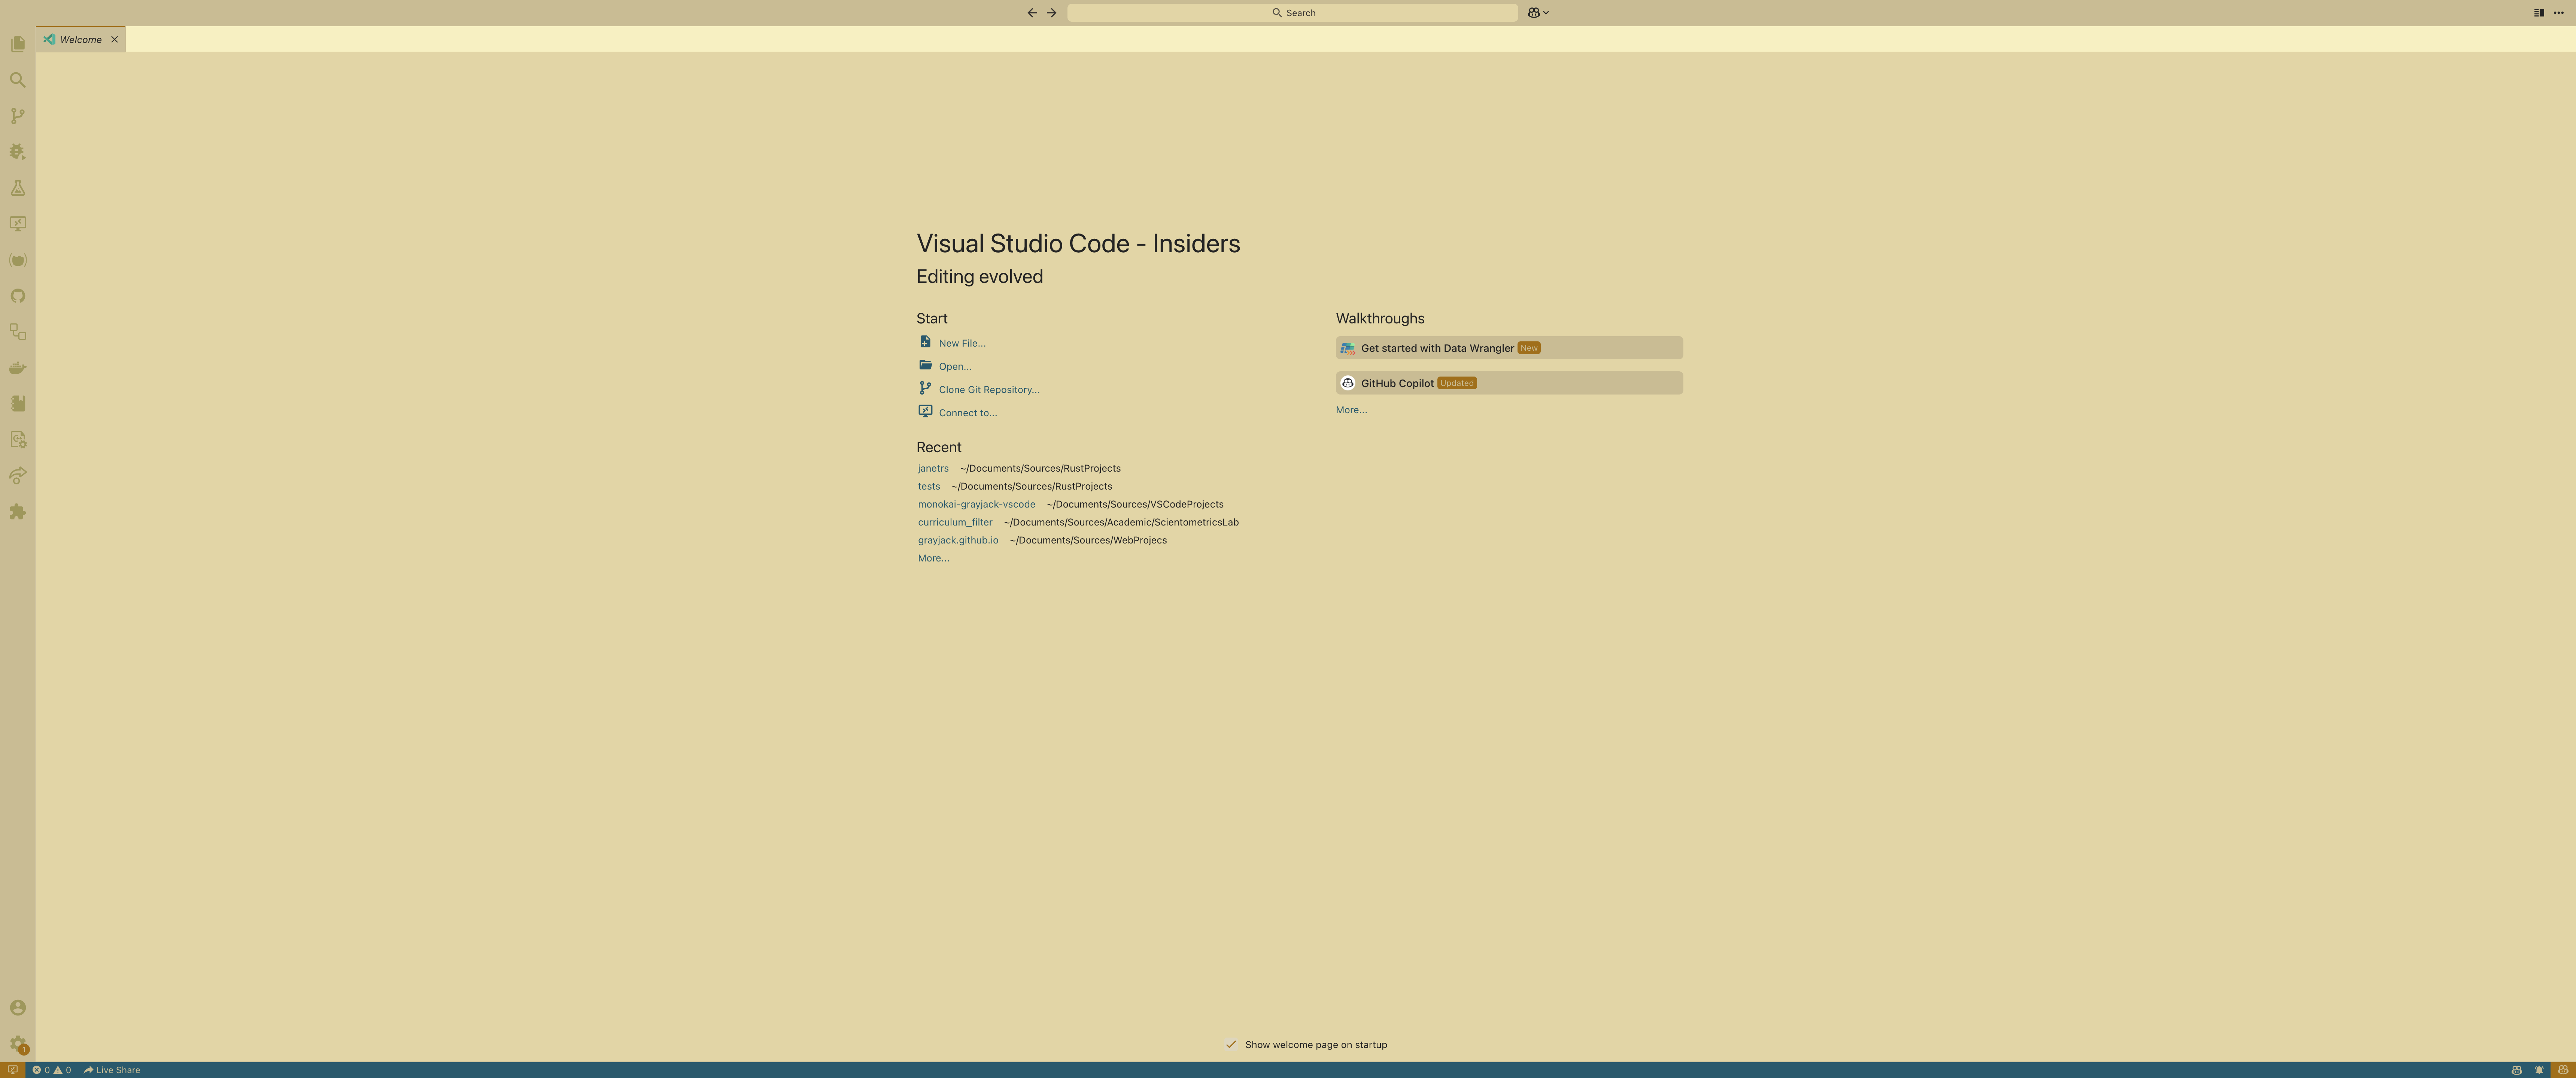 Search
Welcome
Visual Studio Code - Insiders
Editing evolved
Start
New File...
Open...
Clone Git Repository...
Connect to...
Recent
janetrs ~/Documents/Sources/RustProjects
tests ~/Documents/Sources/RustProjects
monokai-grayjack-vscode ~/Documents/Sources/VSCodeProjects
curriculum_filter ~/Documents/Sources/Academic/ScientometricsLab
grayjack.github.io ~/Documents/Sources/WebProjecs
More...
Walkthroughs
Get started with Data Wrangler New
GitHub Copilot Updated
More...
Show welcome page on startup
1
0 0 Live Share